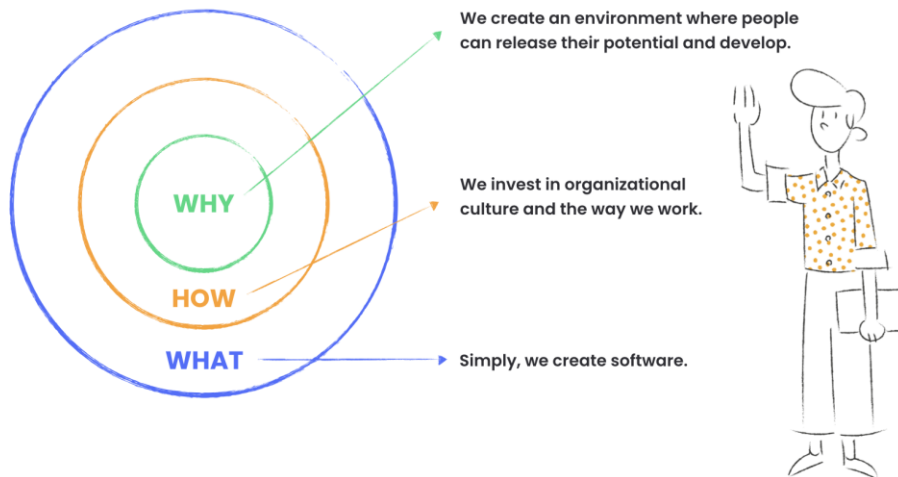 We create an environment where people
can release their potential and develop.
WHY
We invest in organizational
culture and the way we work.
HOW
WHAT
Simply, we create software.